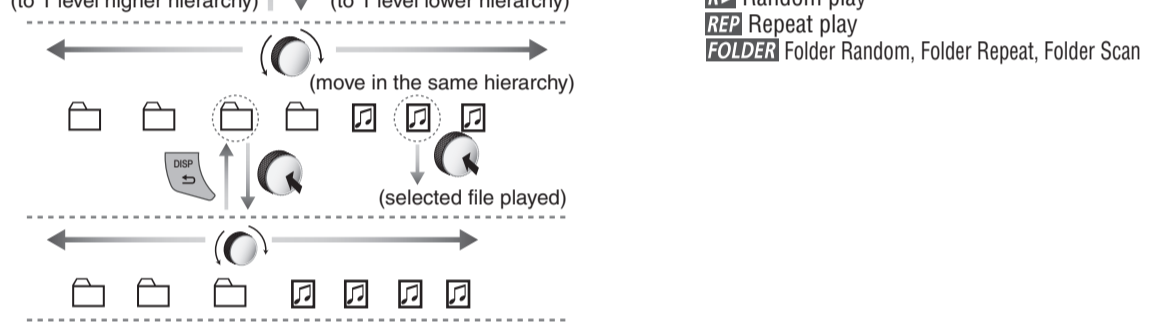 (to 1 level higher hierarchy) (to 1 level lower hierarchy)
(move in the same hierarchy)
DISP
(selected file played)
Random play
REP Repeat play
FOLDER Folder Random, Folder Repeat, Folder Scan